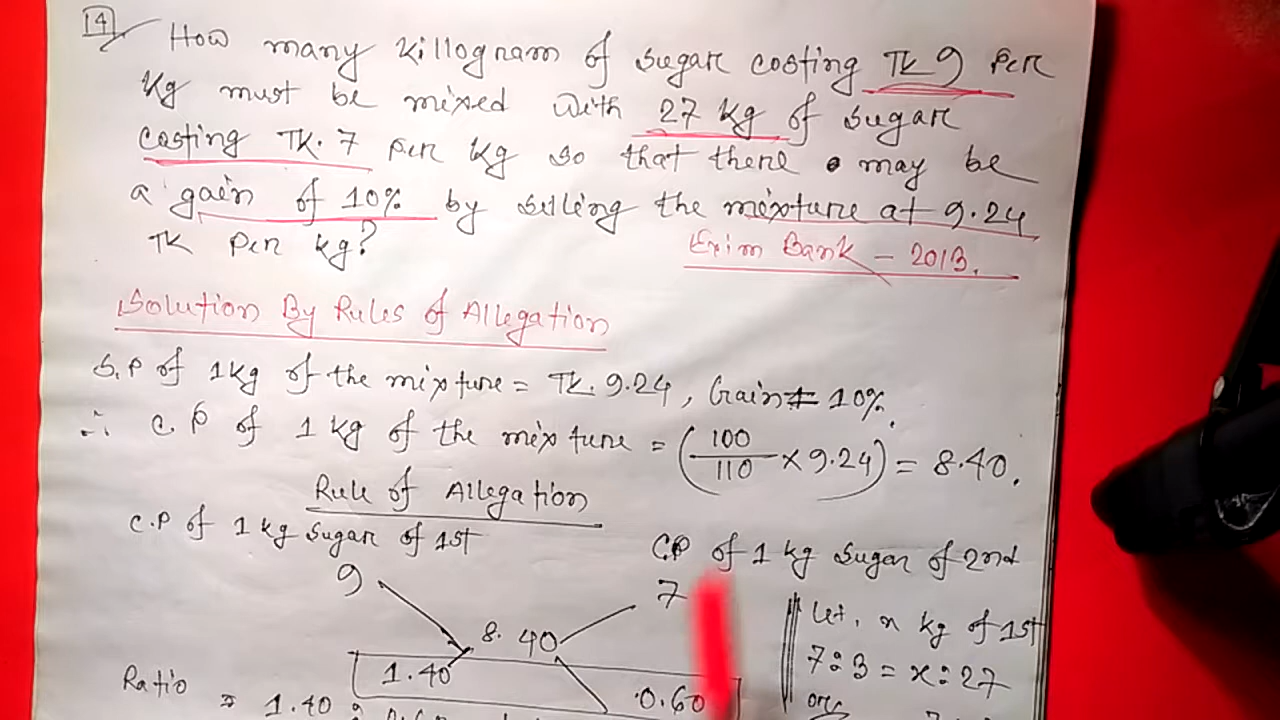 14
How many Killogram of sugar costing TK 9 Per
Kg must be mixed with 27 kg of sugar
costing TK. 7 per kg so that there may be
a gain of 10% by selling the mixture at 9.24
TK Per kg?
Exim Bank – 2013.
Solution By Rules of Allegation
S.P of 1kg of the mixture = TK. 9.24, Gain = 10%.
∴ C.P of 1 kg of the mixture = (100/110 × 9.24) = 8.40.
Rule of Allegation
C.P of 1 kg sugar of 1st
CP of 1 kg sugar of 2nd
9
7
8.40
1.40
0.60
Let, x kg of 1st
7:3 = x:27
or,
Ratio = 1.40 :